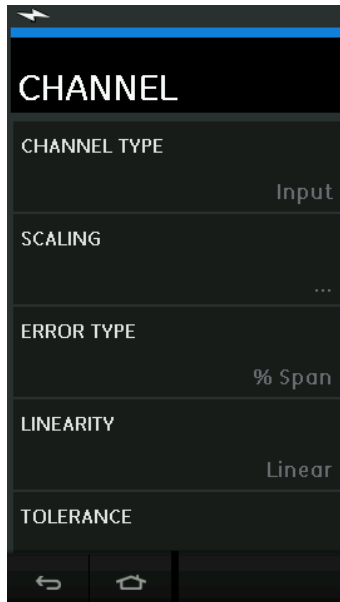 CHANNEL
CHANNEL TYPE
Input
SCALING
...
ERROR TYPE
% Span
LINEARITY
Linear
TOLERANCE